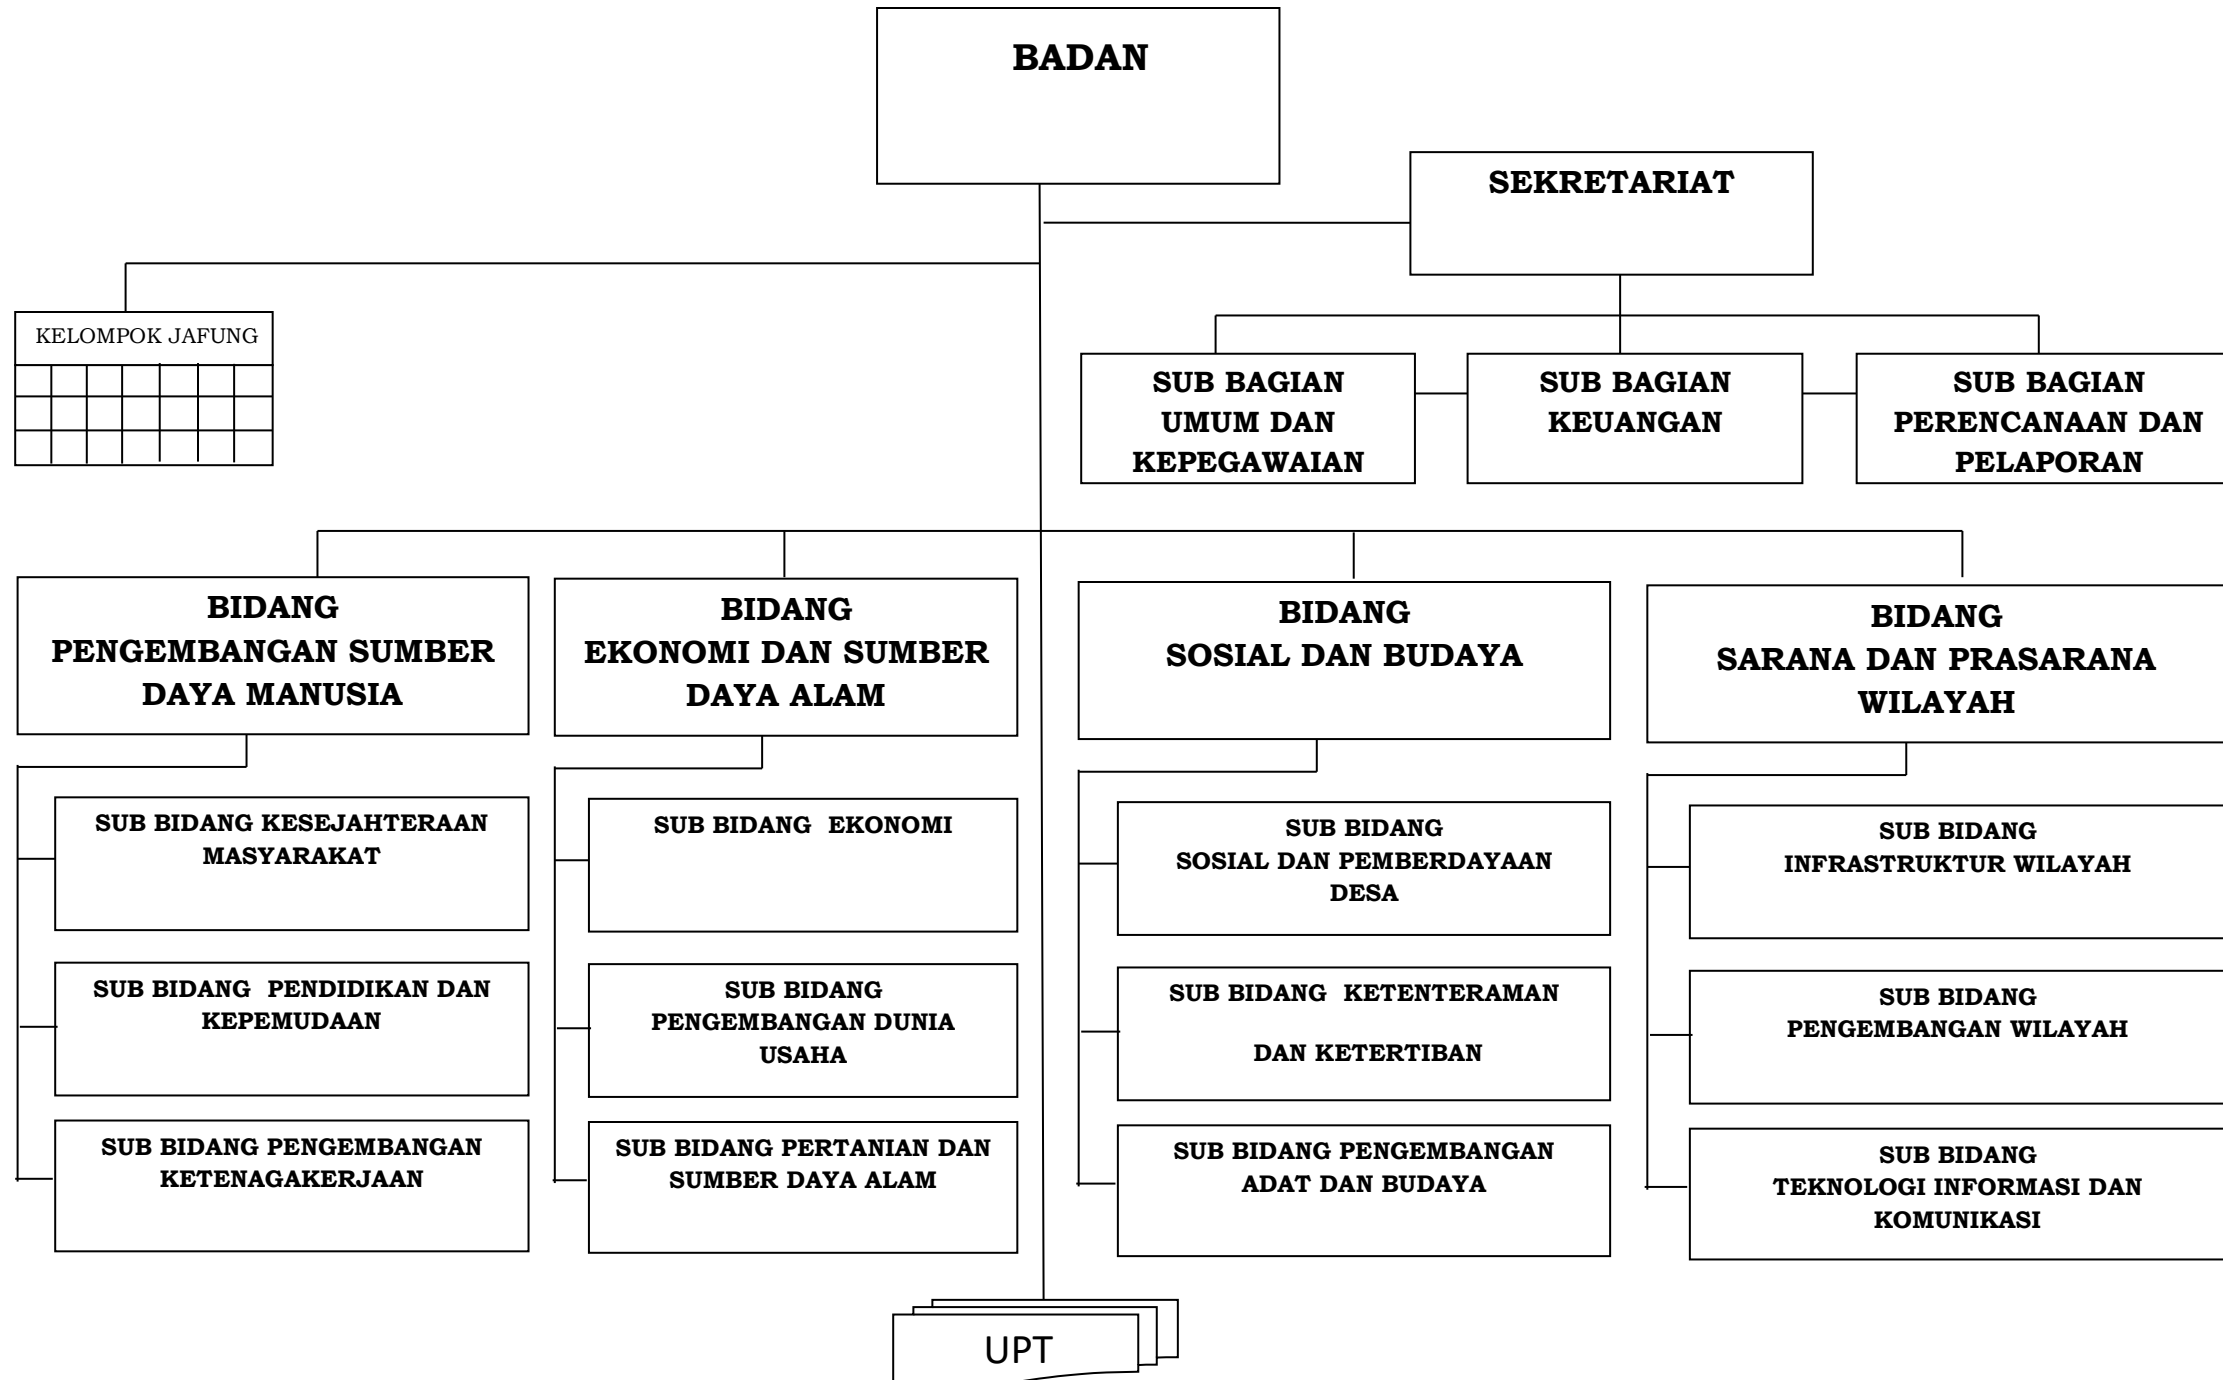 BADAN
SEKRETARIAT
KELOMPOK JAFUNG
SUB BAGIAN
UMUM DAN
KEPEGAWAIAN
SUB BAGIAN
KEUANGAN
SUB BAGIAN
PERENCANAAN DAN
PELAPORAN
BIDANG
PENGEMBANGAN SUMBER
DAYA MANUSIA
BIDANG
EKONOMI DAN SUMBER
DAYA ALAM
BIDANG
SOSIAL DAN BUDAYA
BIDANG
SARANA DAN PRASARANA
WILAYAH
SUB BIDANG KESEJAHTERAAN
MASYARAKAT
SUB BIDANG  EKONOMI
SUB BIDANG
SOSIAL DAN PEMBERDAYAAN
DESA
SUB BIDANG
INFRASTRUKTUR WILAYAH
SUB BIDANG  PENDIDIKAN DAN
KEPEMUDAAN
SUB BIDANG
PENGEMBANGAN DUNIA
USAHA
SUB BIDANG  KETENTERAMAN
DAN KETERTIBAN
SUB BIDANG
PENGEMBANGAN WILAYAH
SUB BIDANG PENGEMBANGAN
KETENAGAKERJAAN
SUB BIDANG PERTANIAN DAN
SUMBER DAYA ALAM
SUB BIDANG PENGEMBANGAN
ADAT DAN BUDAYA
SUB BIDANG
TEKNOLOGI INFORMASI DAN
KOMUNIKASI
UPT